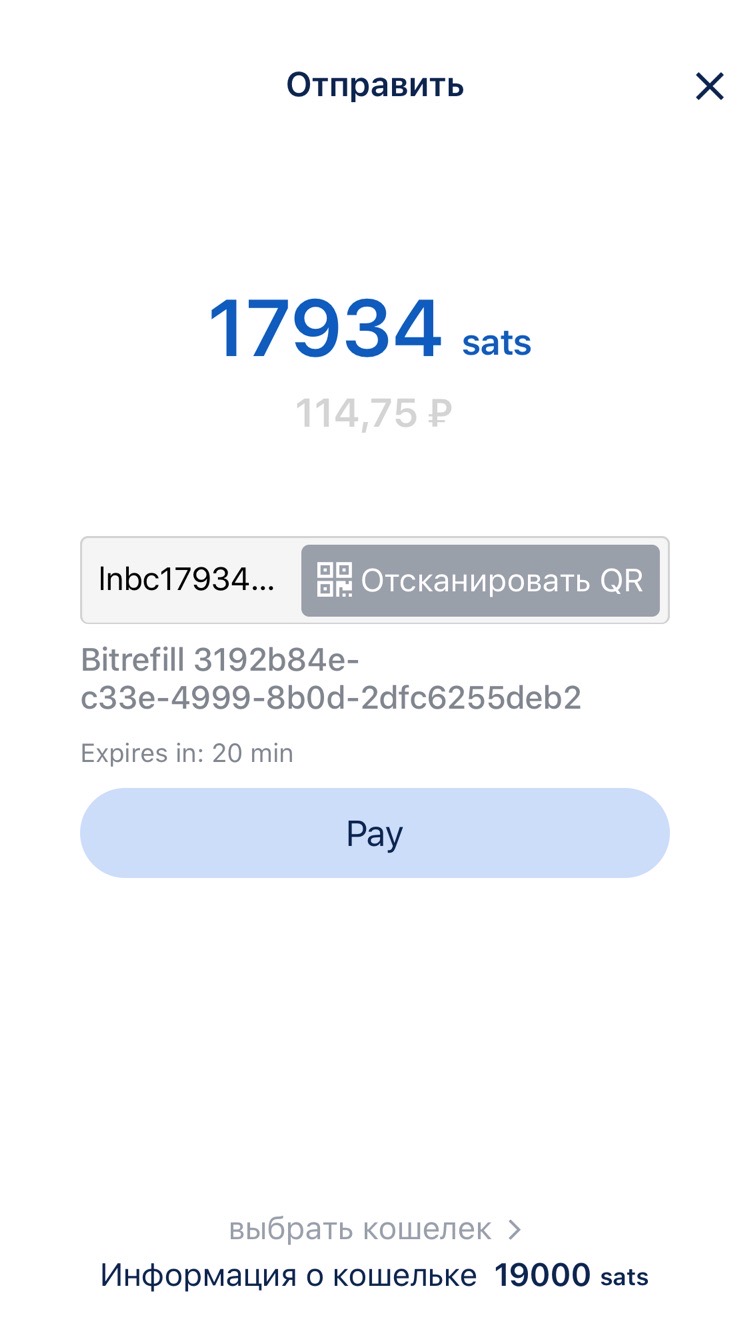 Отправить
17934 sats
114,75 ₽
lnbc17934... Отсканировать QR
Bitrefill 3192b84e-
c33e-4999-8b0d-2dfc6255deb2
Expires in: 20 min
Pay
выбрать кошелек
Информация о кошельке 19000 sats